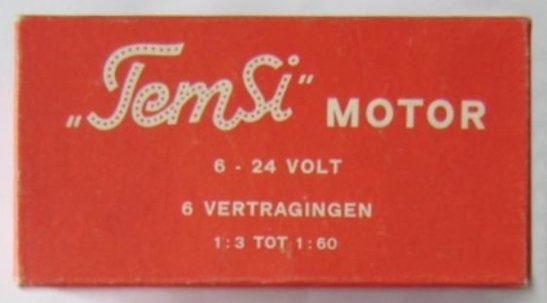 „TemSi” MOTOR
6 - 24 VOLT
6 VERTRAGINGEN
1:3 TOT 1:60